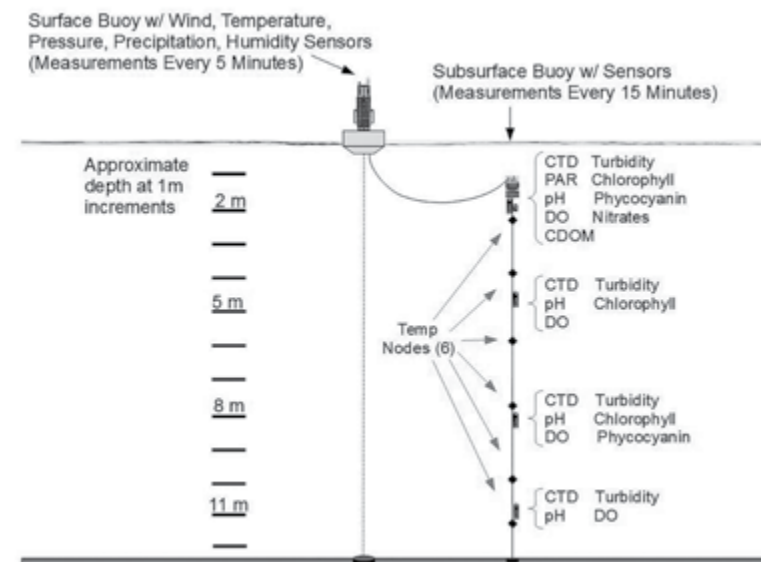 Surface Buoy w/ Wind, Temperature,
Pressure, Precipitation, Humidity Sensors
(Measurements Every 5 Minutes)
Subsurface Buoy w/ Sensors
(Measurements Every 15 Minutes)
Approximate
depth at 1m
increments
2 m
5 m
8 m
11 m
Temp
Nodes (6)
CTD Turbidity
PAR Chlorophyll
pH Phycocyanin
DO Nitrates
CDOM
CTD Turbidity
pH Chlorophyll
DO
CTD Turbidity
pH Chlorophyll
DO Phycocyanin
CTD Turbidity
pH DO